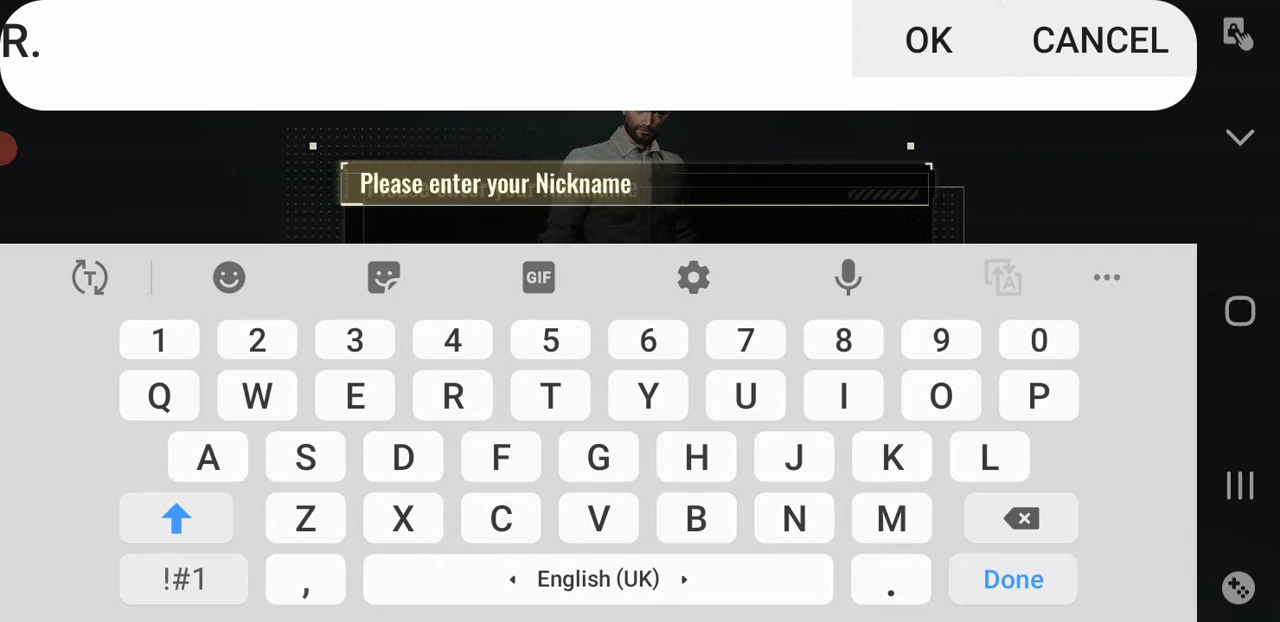 R.
OK CANCEL
Please enter your Nickname
T GIF A
1 2 3 4 5 6 7 8 9 0
Q W E R T Y U I O P
A S D F G H J K L
Z X C V B N M
!#1 , English (UK) . Done